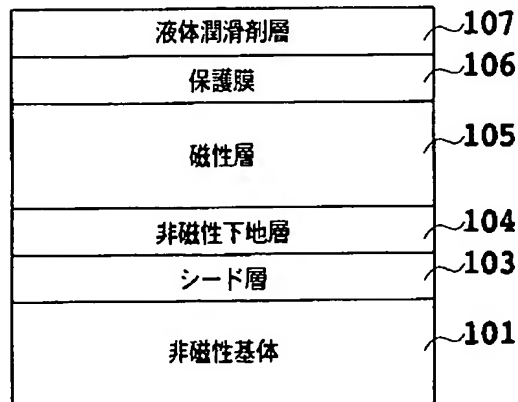 液体潤滑剤層 107
保護膜 106
磁性層 105
非磁性下地層 104
シード層 103
非磁性基体 101